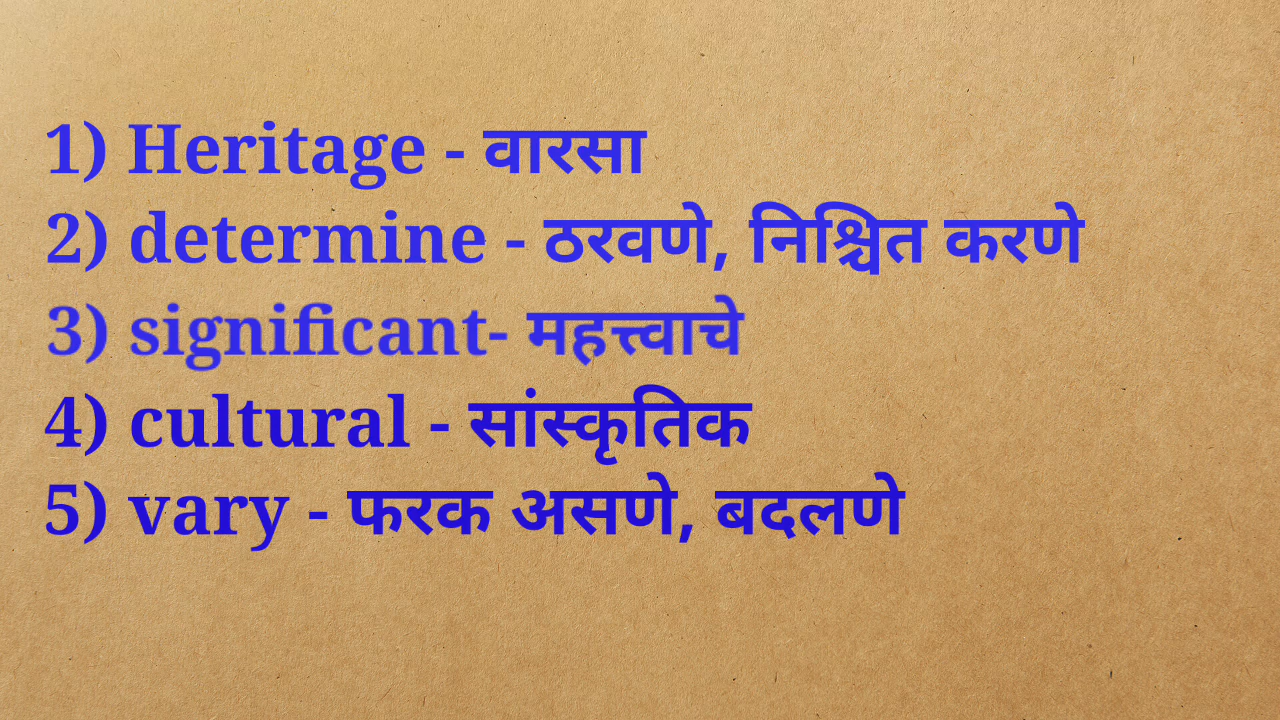 1) Heritage - वारसा
2) determine - ठरवणे, निश्चित करणे
3) significant- महत्त्वाचे
4) cultural - सांस्कृतिक
5) vary - फरक असणे, बदलणे